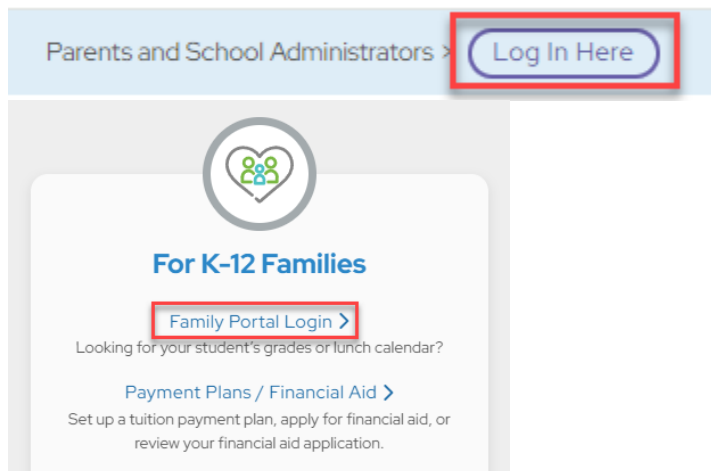 Parents and School Administrators >
Log In Here
For K-12 Families
Family Portal Login >
Looking for your student's grades or lunch calendar?
Payment Plans / Financial Aid >
Set up a tuition payment plan, apply for financial aid, or
review your financial aid application.